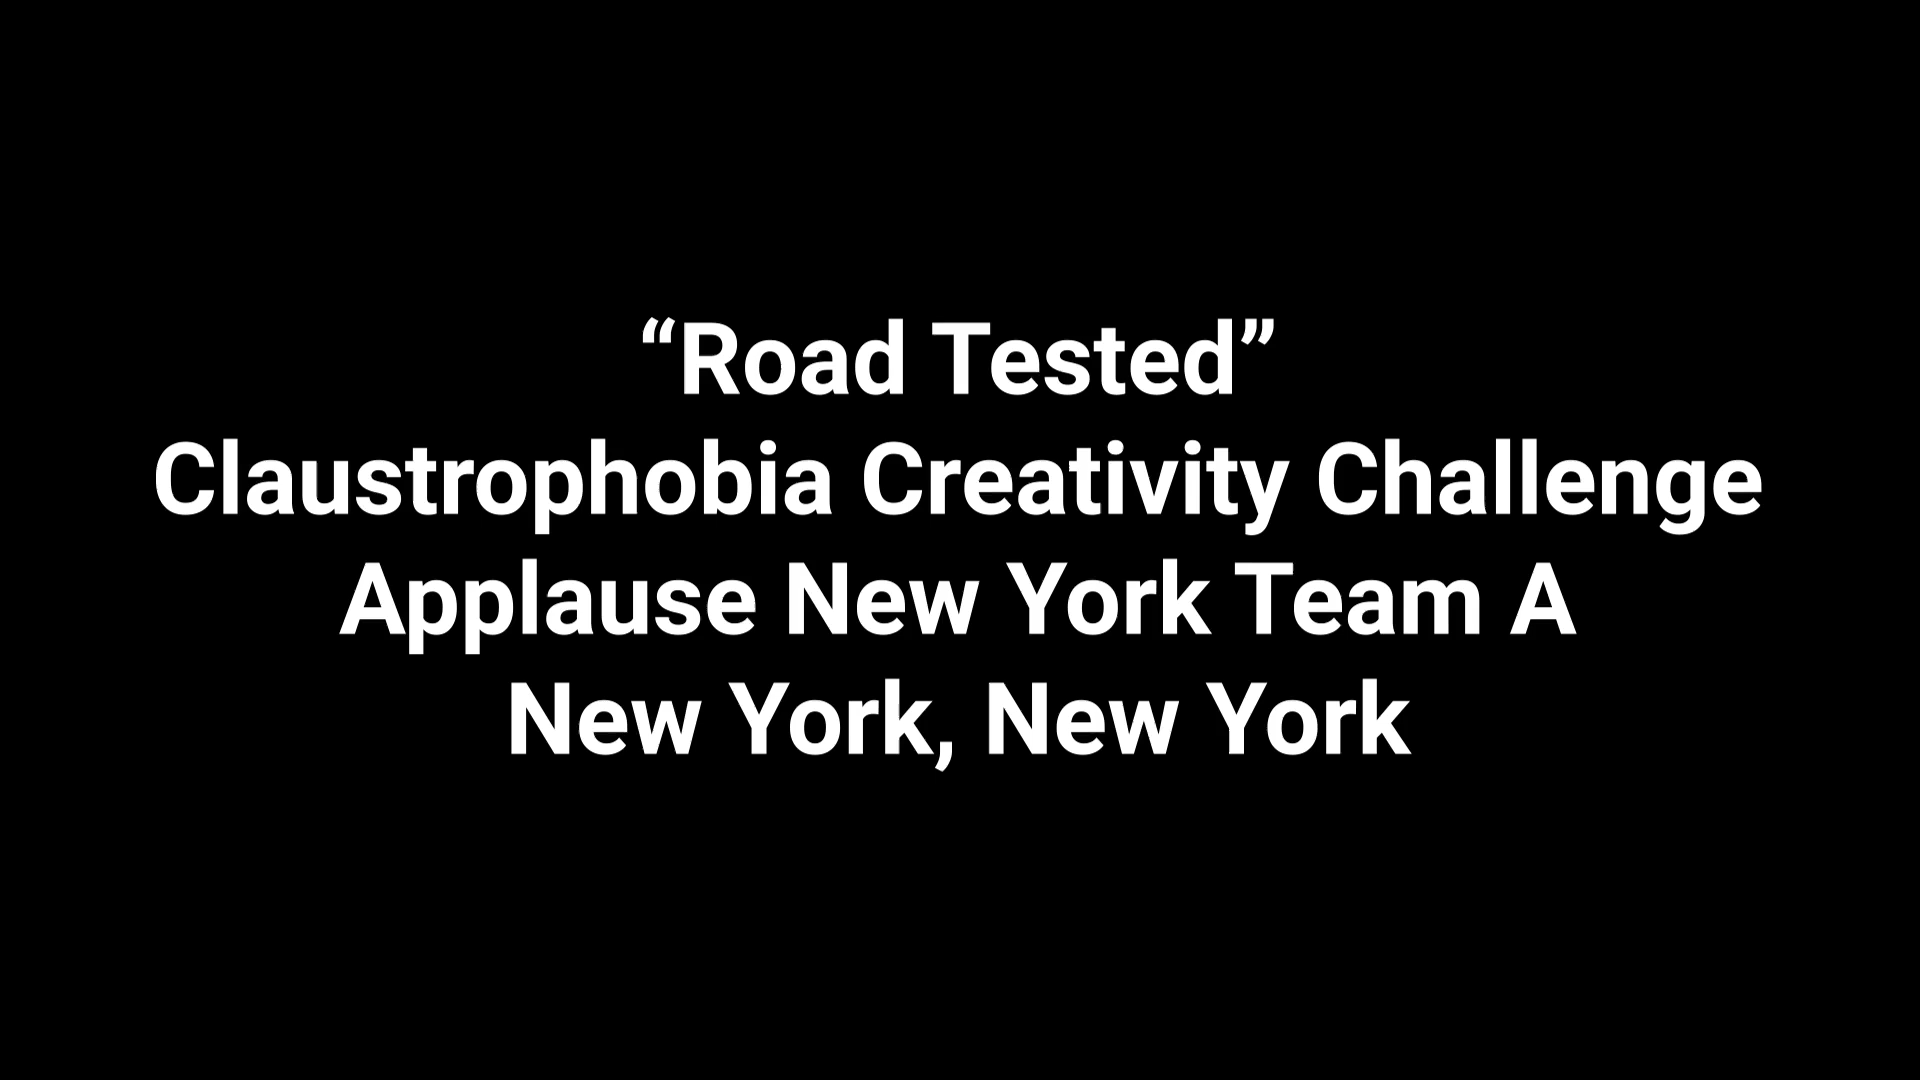 “Road Tested”
Claustrophobia Creativity Challenge
Applause New York Team A
New York, New York